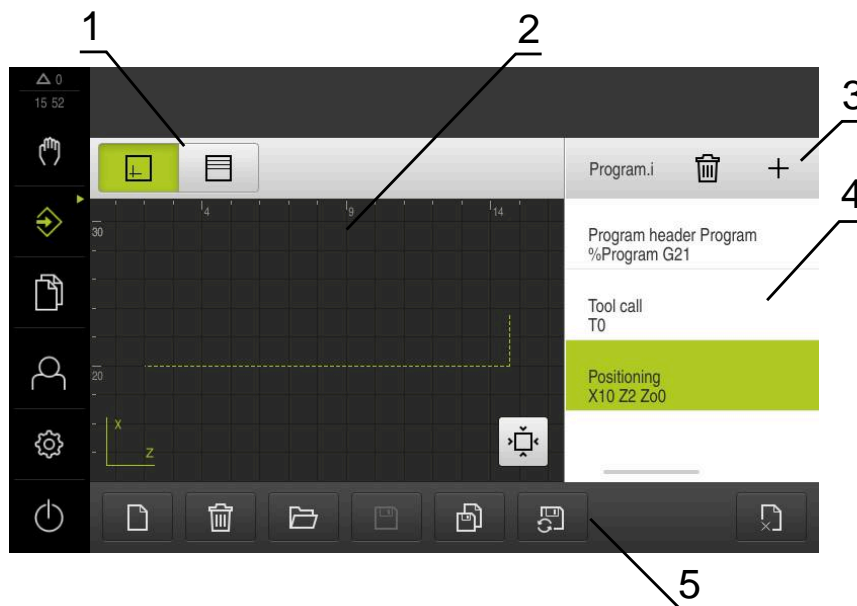 1
2
3
4
5
0
15 52
Program.i
4
9
14
30
20
X
Z
Program header Program
%Program G21
Tool call
T0
Positioning
X10 Z2 Zo0